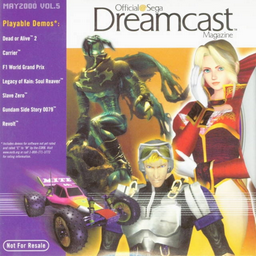 MAY2000 VOL.5
Official Sega
Dreamcast™
Magazine
Playable Demos*:
Dead or Alive™ 2
Carrier™
F1 World Grand Prix
Legacy of Kain: Soul Reaver™
Slave Zero™
Gundam Side Story 0079™
Revolt™
Not For Resale